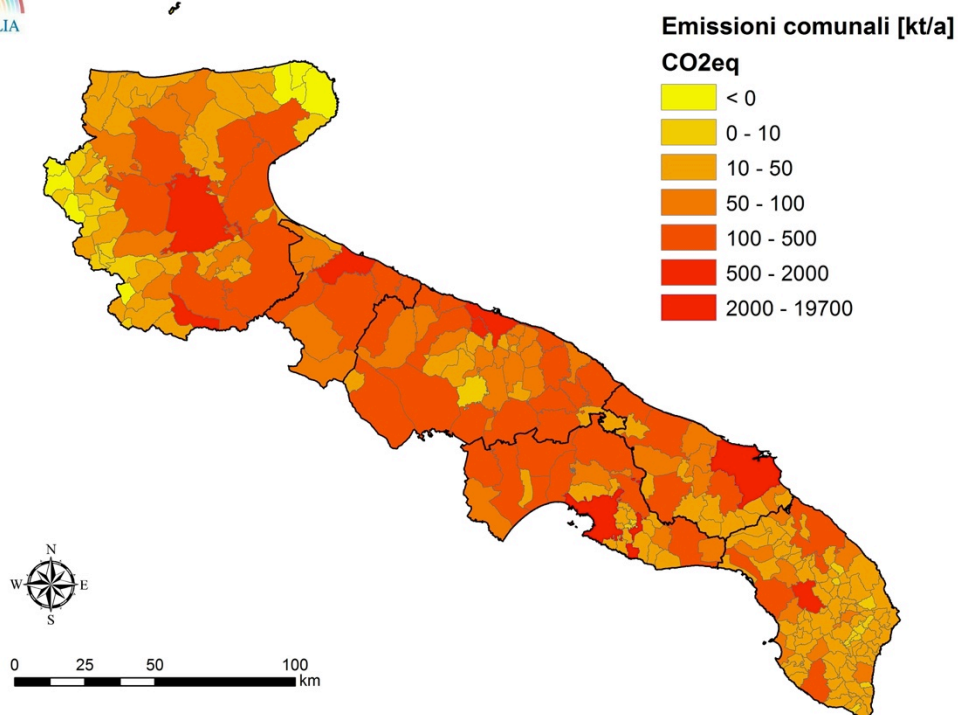 LIA
Emissioni comunali [kt/a]
CO2eq
< 0
0 - 10
10 - 50
50 - 100
100 - 500
500 - 2000
2000 - 19700
N
W E
S
0 25 50 100
km